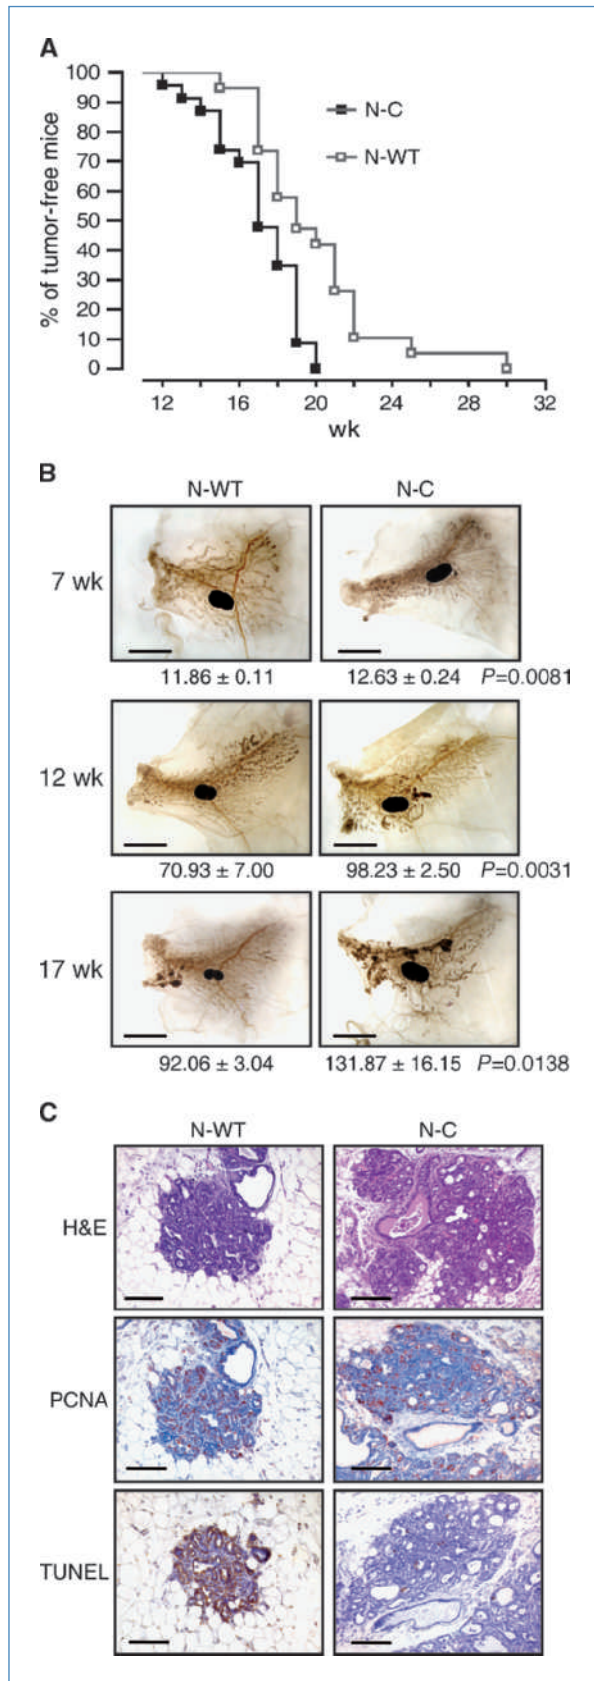 A
100
90
80
70
60
50
40
30
20
10
0
% of tumor-free mice
N-C
N-WT
12 16 20 24 28 32
wk
B
N-WT N-C
7 wk
11.86 ± 0.11 12.63 ± 0.24 P=0.0081
12 wk
70.93 ± 7.00 98.23 ± 2.50 P=0.0031
17 wk
92.06 ± 3.04 131.87 ± 16.15 P=0.0138
C
N-WT N-C
H&E
PCNA
TUNEL